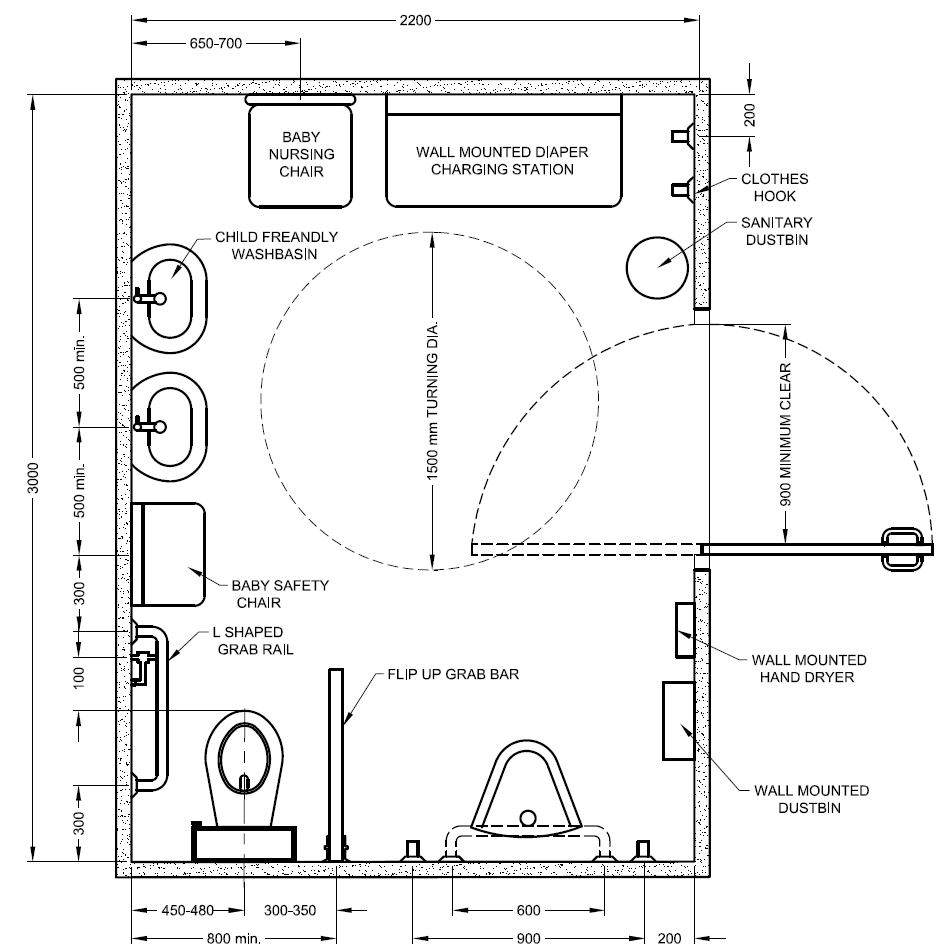 2200
650-700
200
BABY
NURSING
CHAIR
WALL MOUNTED DIAPER
CHARGING STATION
CLOTHES
HOOK
SANITARY
DUSTBIN
CHILD FREANDLY
WASHBASIN
500 min.
1500 mm TURNING DIA.
900 MINIMUM CLEAR
3000
500 min.
BABY SAFETY
CHAIR
300
L SHAPED
GRAB RAIL
100
FLIP UP GRAB BAR
WALL MOUNTED
HAND DRYER
WALL MOUNTED
DUSTBIN
300
450-480
300-350
600
800 min.
900
200